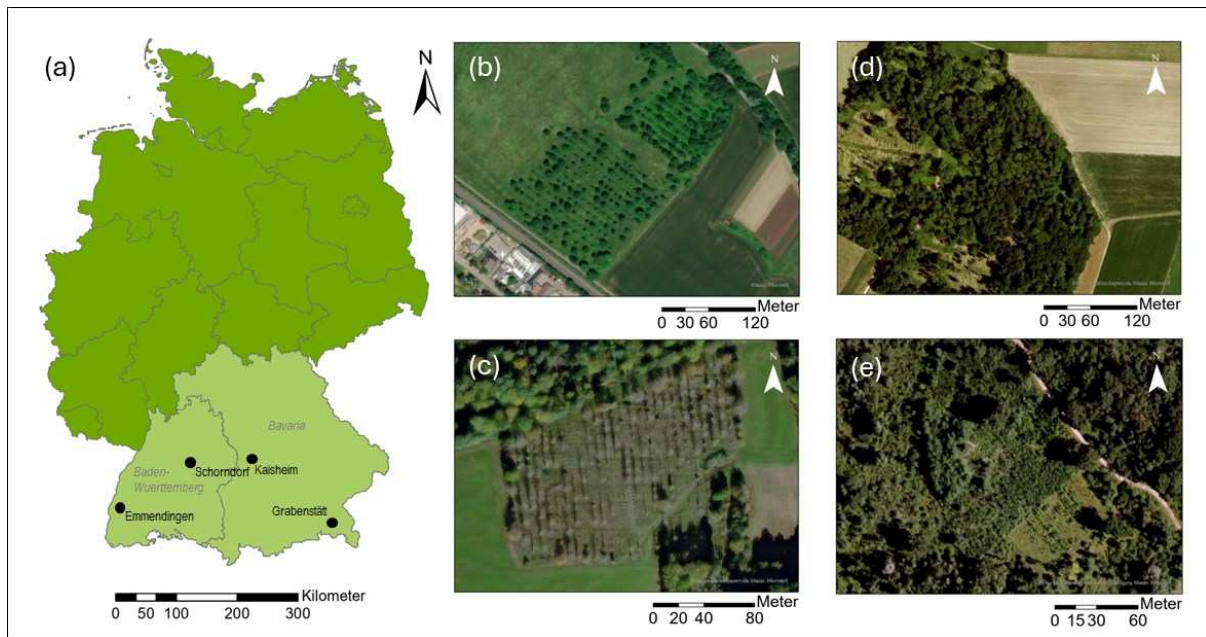 (a)
N
Bavaria
Baden-
Wuerttemberg
Schorndorf
Kaisheim
Emmendingen
Grabenstätt
Kilometer
0 100 200 300
(b)
N
Meter
0 30 60 120
(c)
N
Meter
0 20 40 80
(d)
N
Meter
0 30 60 120
(e)
N
Meter
0 15 30 60